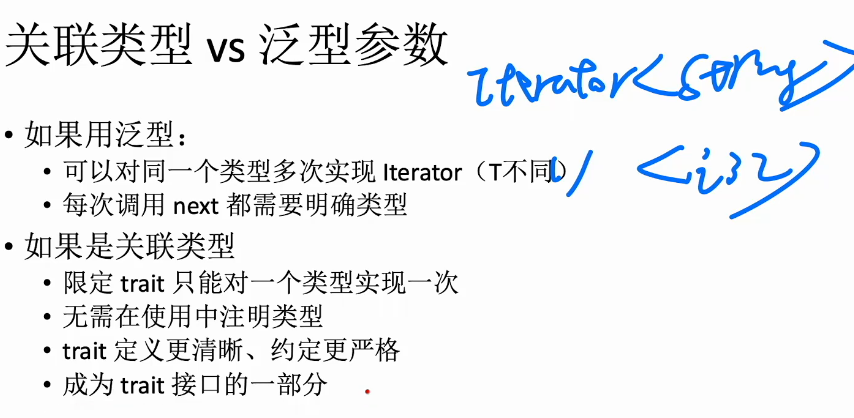 关联类型 vs 泛型参数
Iterator<String>
• 如果用泛型：
• 可以对同一个类型多次实现 Iterator（T不同）
<i32>
• 每次调用 next 都需要明确类型
• 如果是关联类型
• 限定 trait 只能对一个类型实现一次
• 无需在使用中注明类型
• trait 定义更清晰、约定更严格
• 成为 trait 接口的一部分